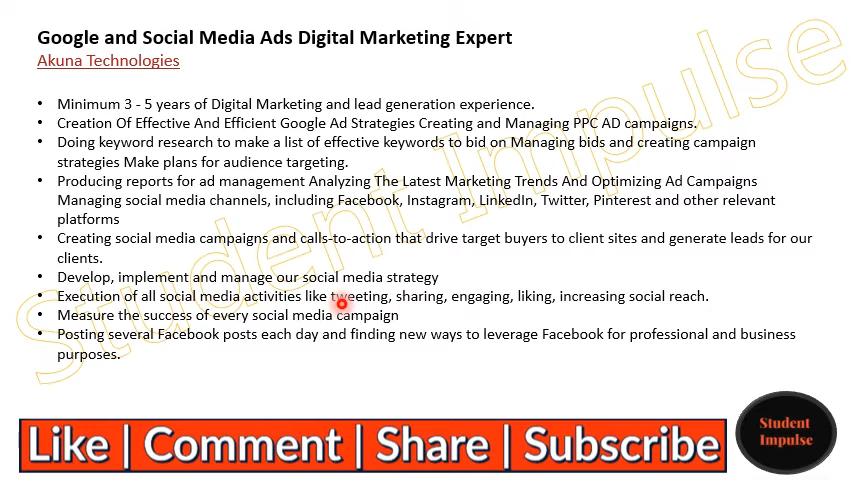 Google and Social Media Ads Digital Marketing Expert
Akuna Technologies
• Minimum 3 - 5 years of Digital Marketing and lead generation experience.
• Creation Of Effective And Efficient Google Ad Strategies Creating and Managing PPC AD campaigns.
• Doing keyword research to make a list of effective keywords to bid on Managing bids and creating campaign
strategies Make plans for audience targeting.
• Producing reports for ad management Analyzing The Latest Marketing Trends And Optimizing Ad Campaigns
Managing social media channels, including Facebook, Instagram, LinkedIn, Twitter, Pinterest and other relevant
platforms
• Creating social media campaigns and calls-to-action that drive target buyers to client sites and generate leads for our
clients.
• Develop, implement and manage our social media strategy
• Execution of all social media activities like tweeting, sharing, engaging, liking, increasing social reach.
• Measure the success of every social media campaign
• Posting several Facebook posts each day and finding new ways to leverage Facebook for professional and business
purposes.
Student Impulse
Like | Comment | Share | Subscribe
Student
Impulse